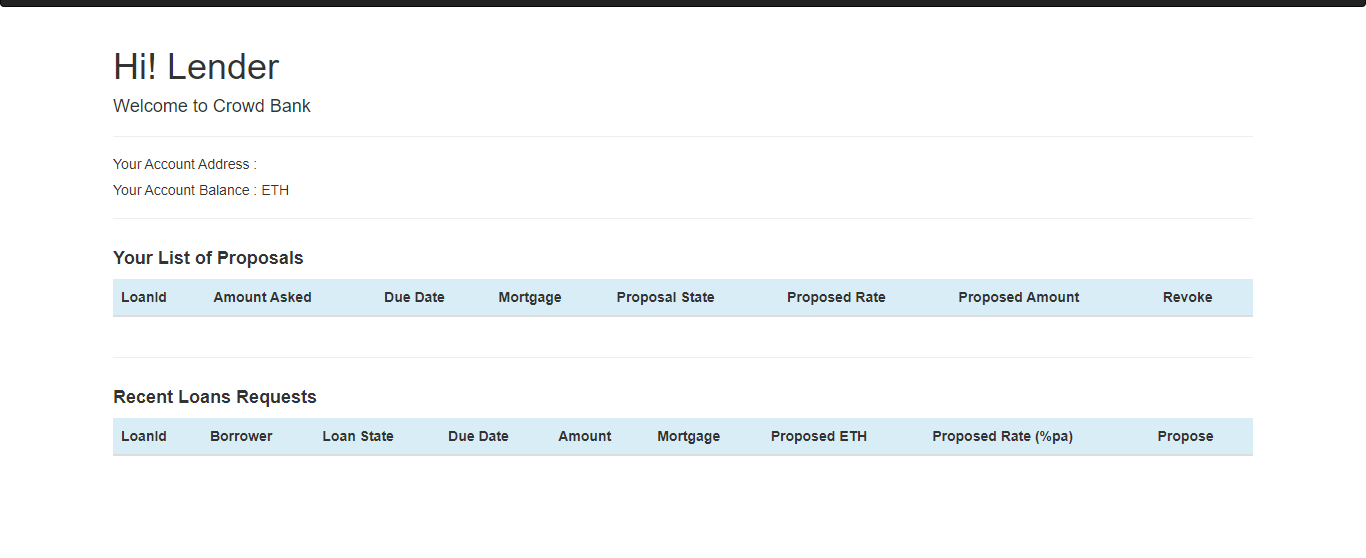 Hi! Lender
Welcome to Crowd Bank
Your Account Address :
Your Account Balance : ETH
Your List of Proposals
LoanId Amount Asked Due Date Mortgage Proposal State Proposed Rate Proposed Amount Revoke
Recent Loans Requests
LoanId Borrower Loan State Due Date Amount Mortgage Proposed ETH Proposed Rate (%pa) Propose